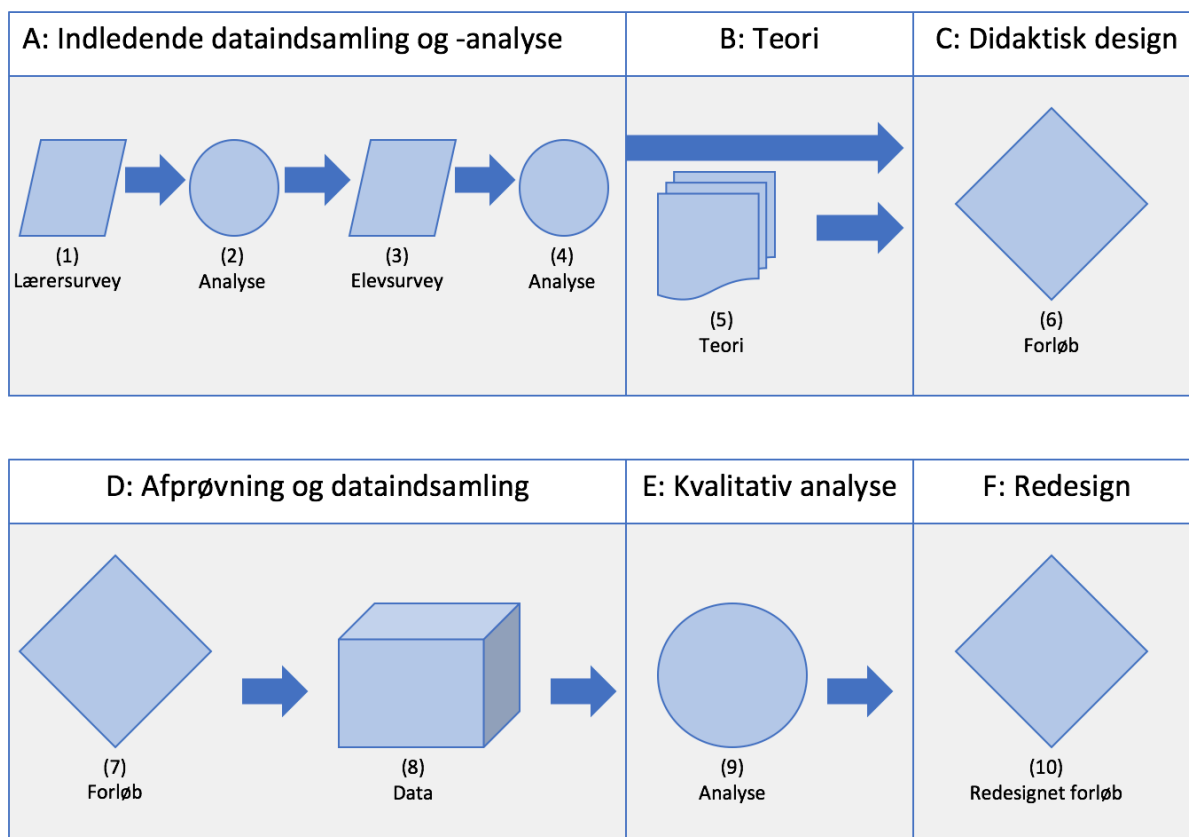 A: Indledende dataindsamling og -analyse
B: Teori
C: Didaktisk design
(1)
Lærersurvey
(2)
Analyse
(3)
Elevsurvey
(4)
Analyse
(5)
Teori
(6)
Forløb
D: Afprøvning og dataindsamling
E: Kvalitativ analyse
F: Redesign
(7)
Forløb
(8)
Data
(9)
Analyse
(10)
Redesignet forløb